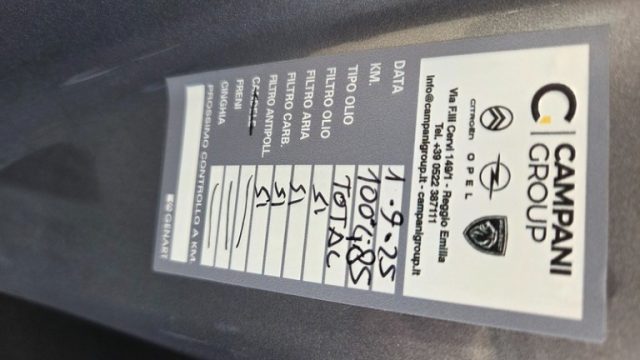 CAMPANI
GROUP
CITROËN OPEL
Via F.lli Cervi 149/1 - Reggio Emilia
Tel. +39 0522 387111
info@campanigroup.it - campanigroup.it
DATA 1-9-25
KM. 100485
TIPO OLIO TOTAL
FILTRO OLIO SI
FILTRO ARIA SI
FILTRO CARB. SI
FILTRO ANTIPOLL. SI
FRENI
CINGHIA
PROSSIMO CONTROLLO A KM.
GENART